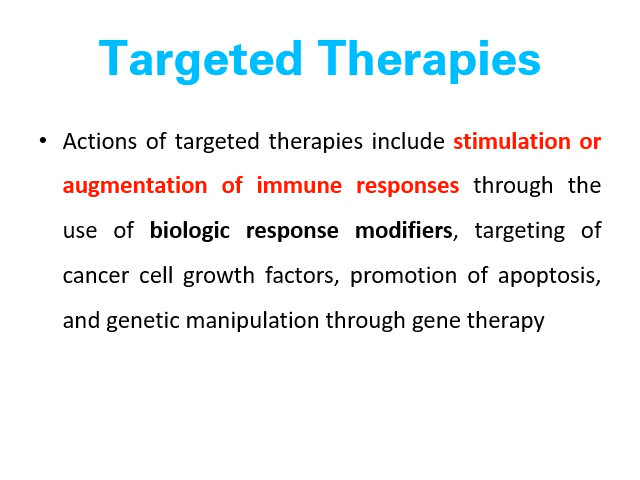 Targeted Therapies
• Actions of targeted therapies include stimulation or
augmentation of immune responses through the
use of biologic response modifiers, targeting of
cancer cell growth factors, promotion of apoptosis,
and genetic manipulation through gene therapy